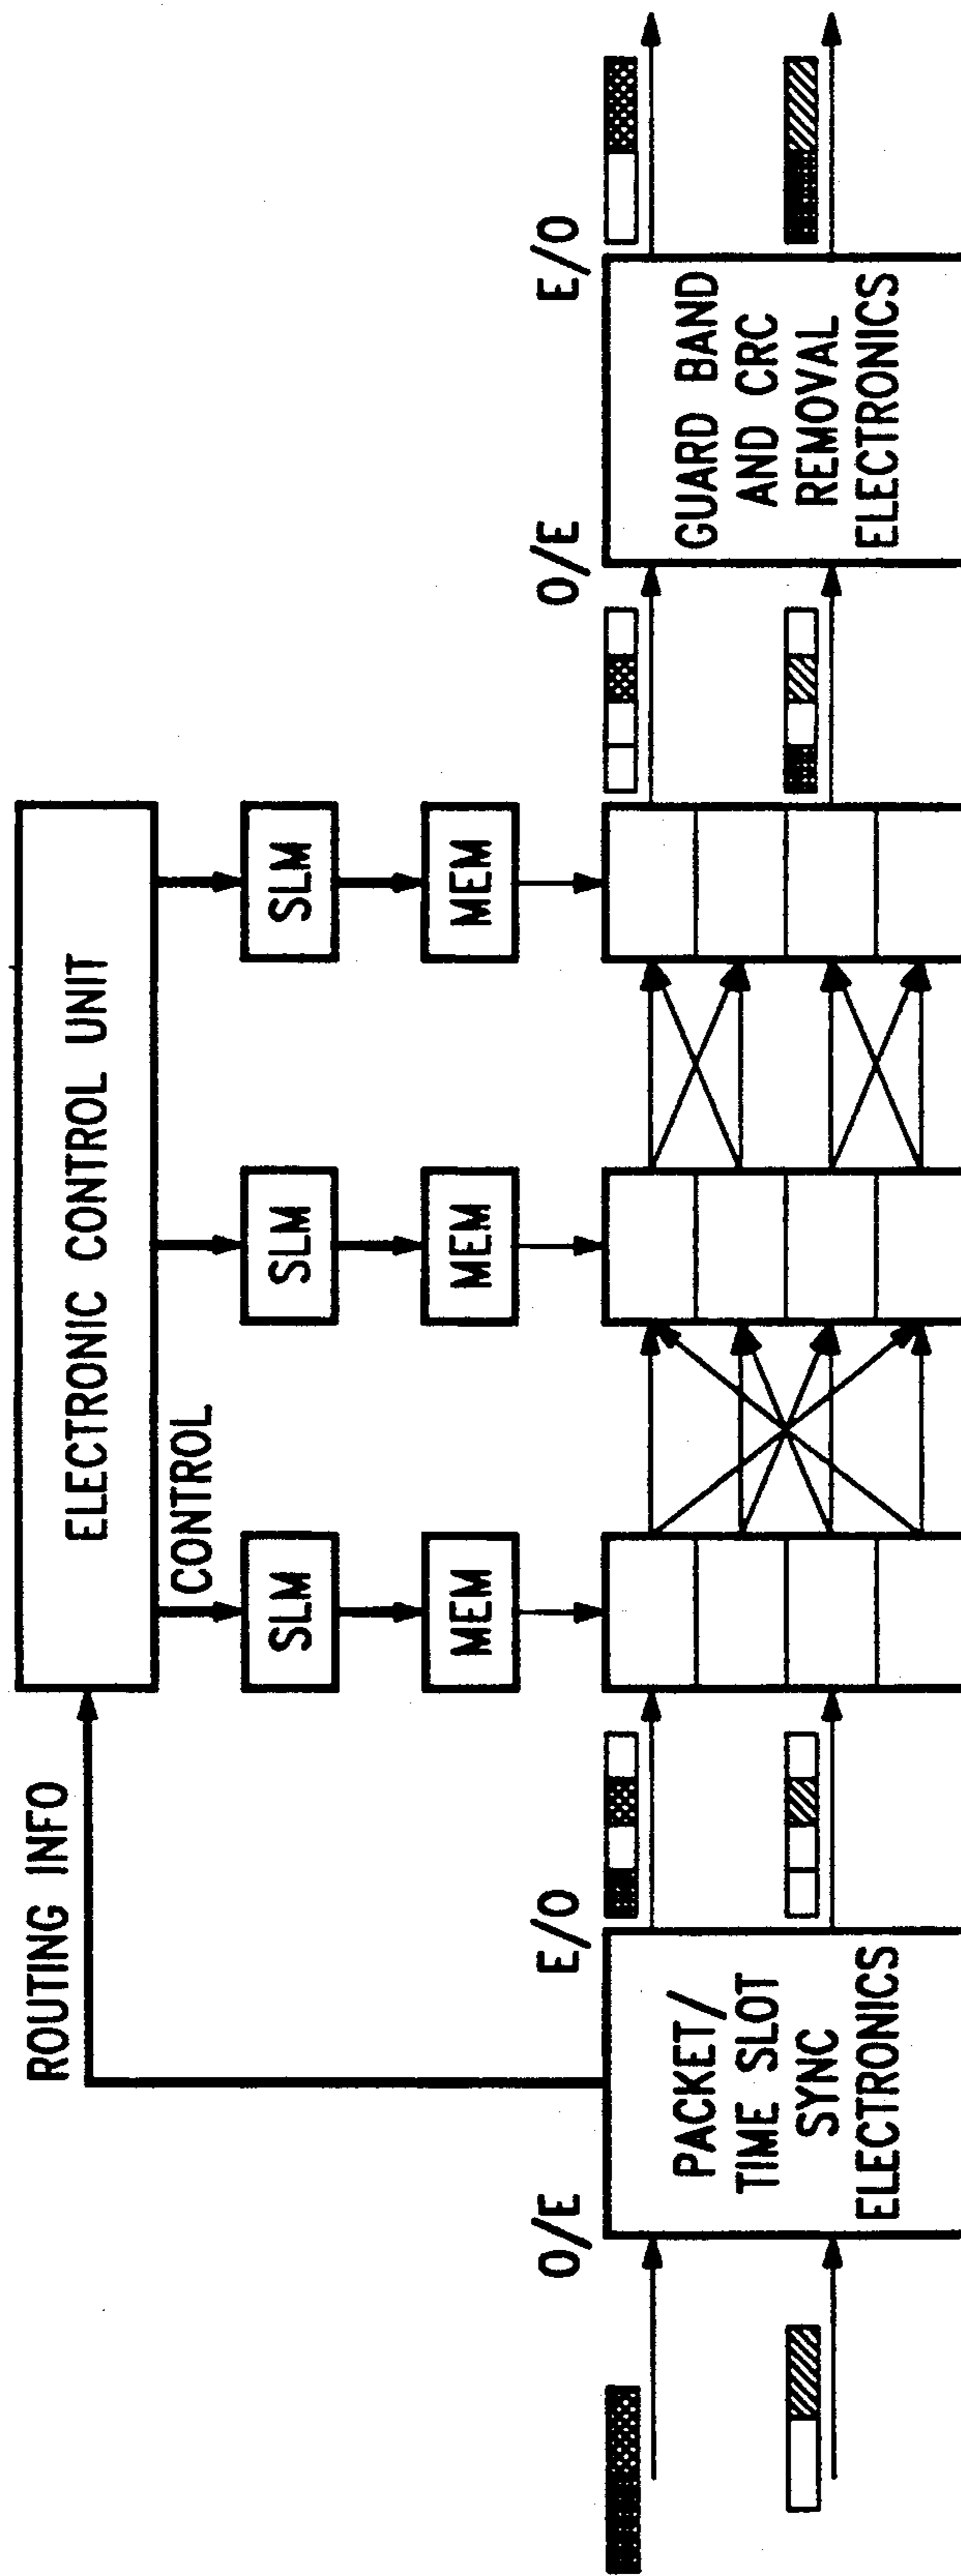 ROUTING INFO
ELECTRONIC CONTROL UNIT
CONTROL
SLM
SLM
SLM
MEM
MEM
MEM
O/E
E/O
O/E
E/O
PACKET/
TIME SLOT
SYNC
ELECTRONICS
GUARD BAND
AND CRC
REMOVAL
ELECTRONICS